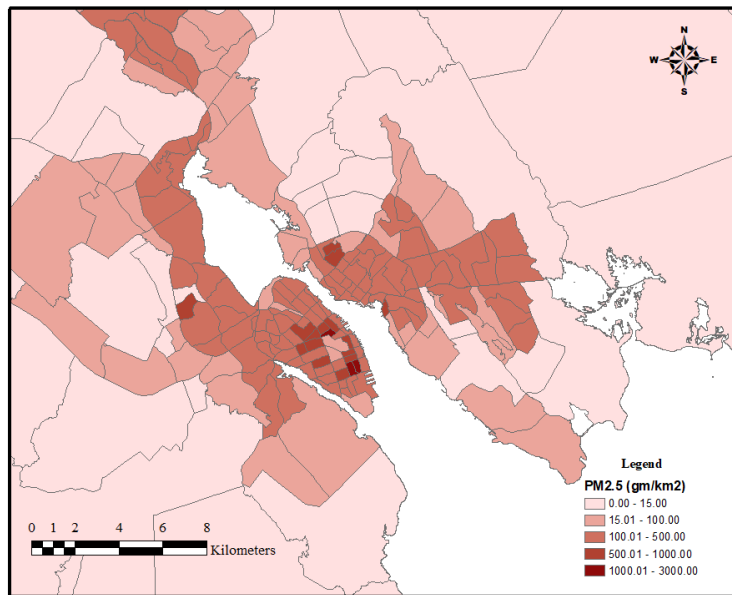 N
W E
S
Legend
PM2.5 (gm/km2)
0.00 - 15.00
15.01 - 100.00
100.01 - 500.00
500.01 - 1000.00
1000.01 - 3000.00
0 1 2 4 6 8
Kilometers